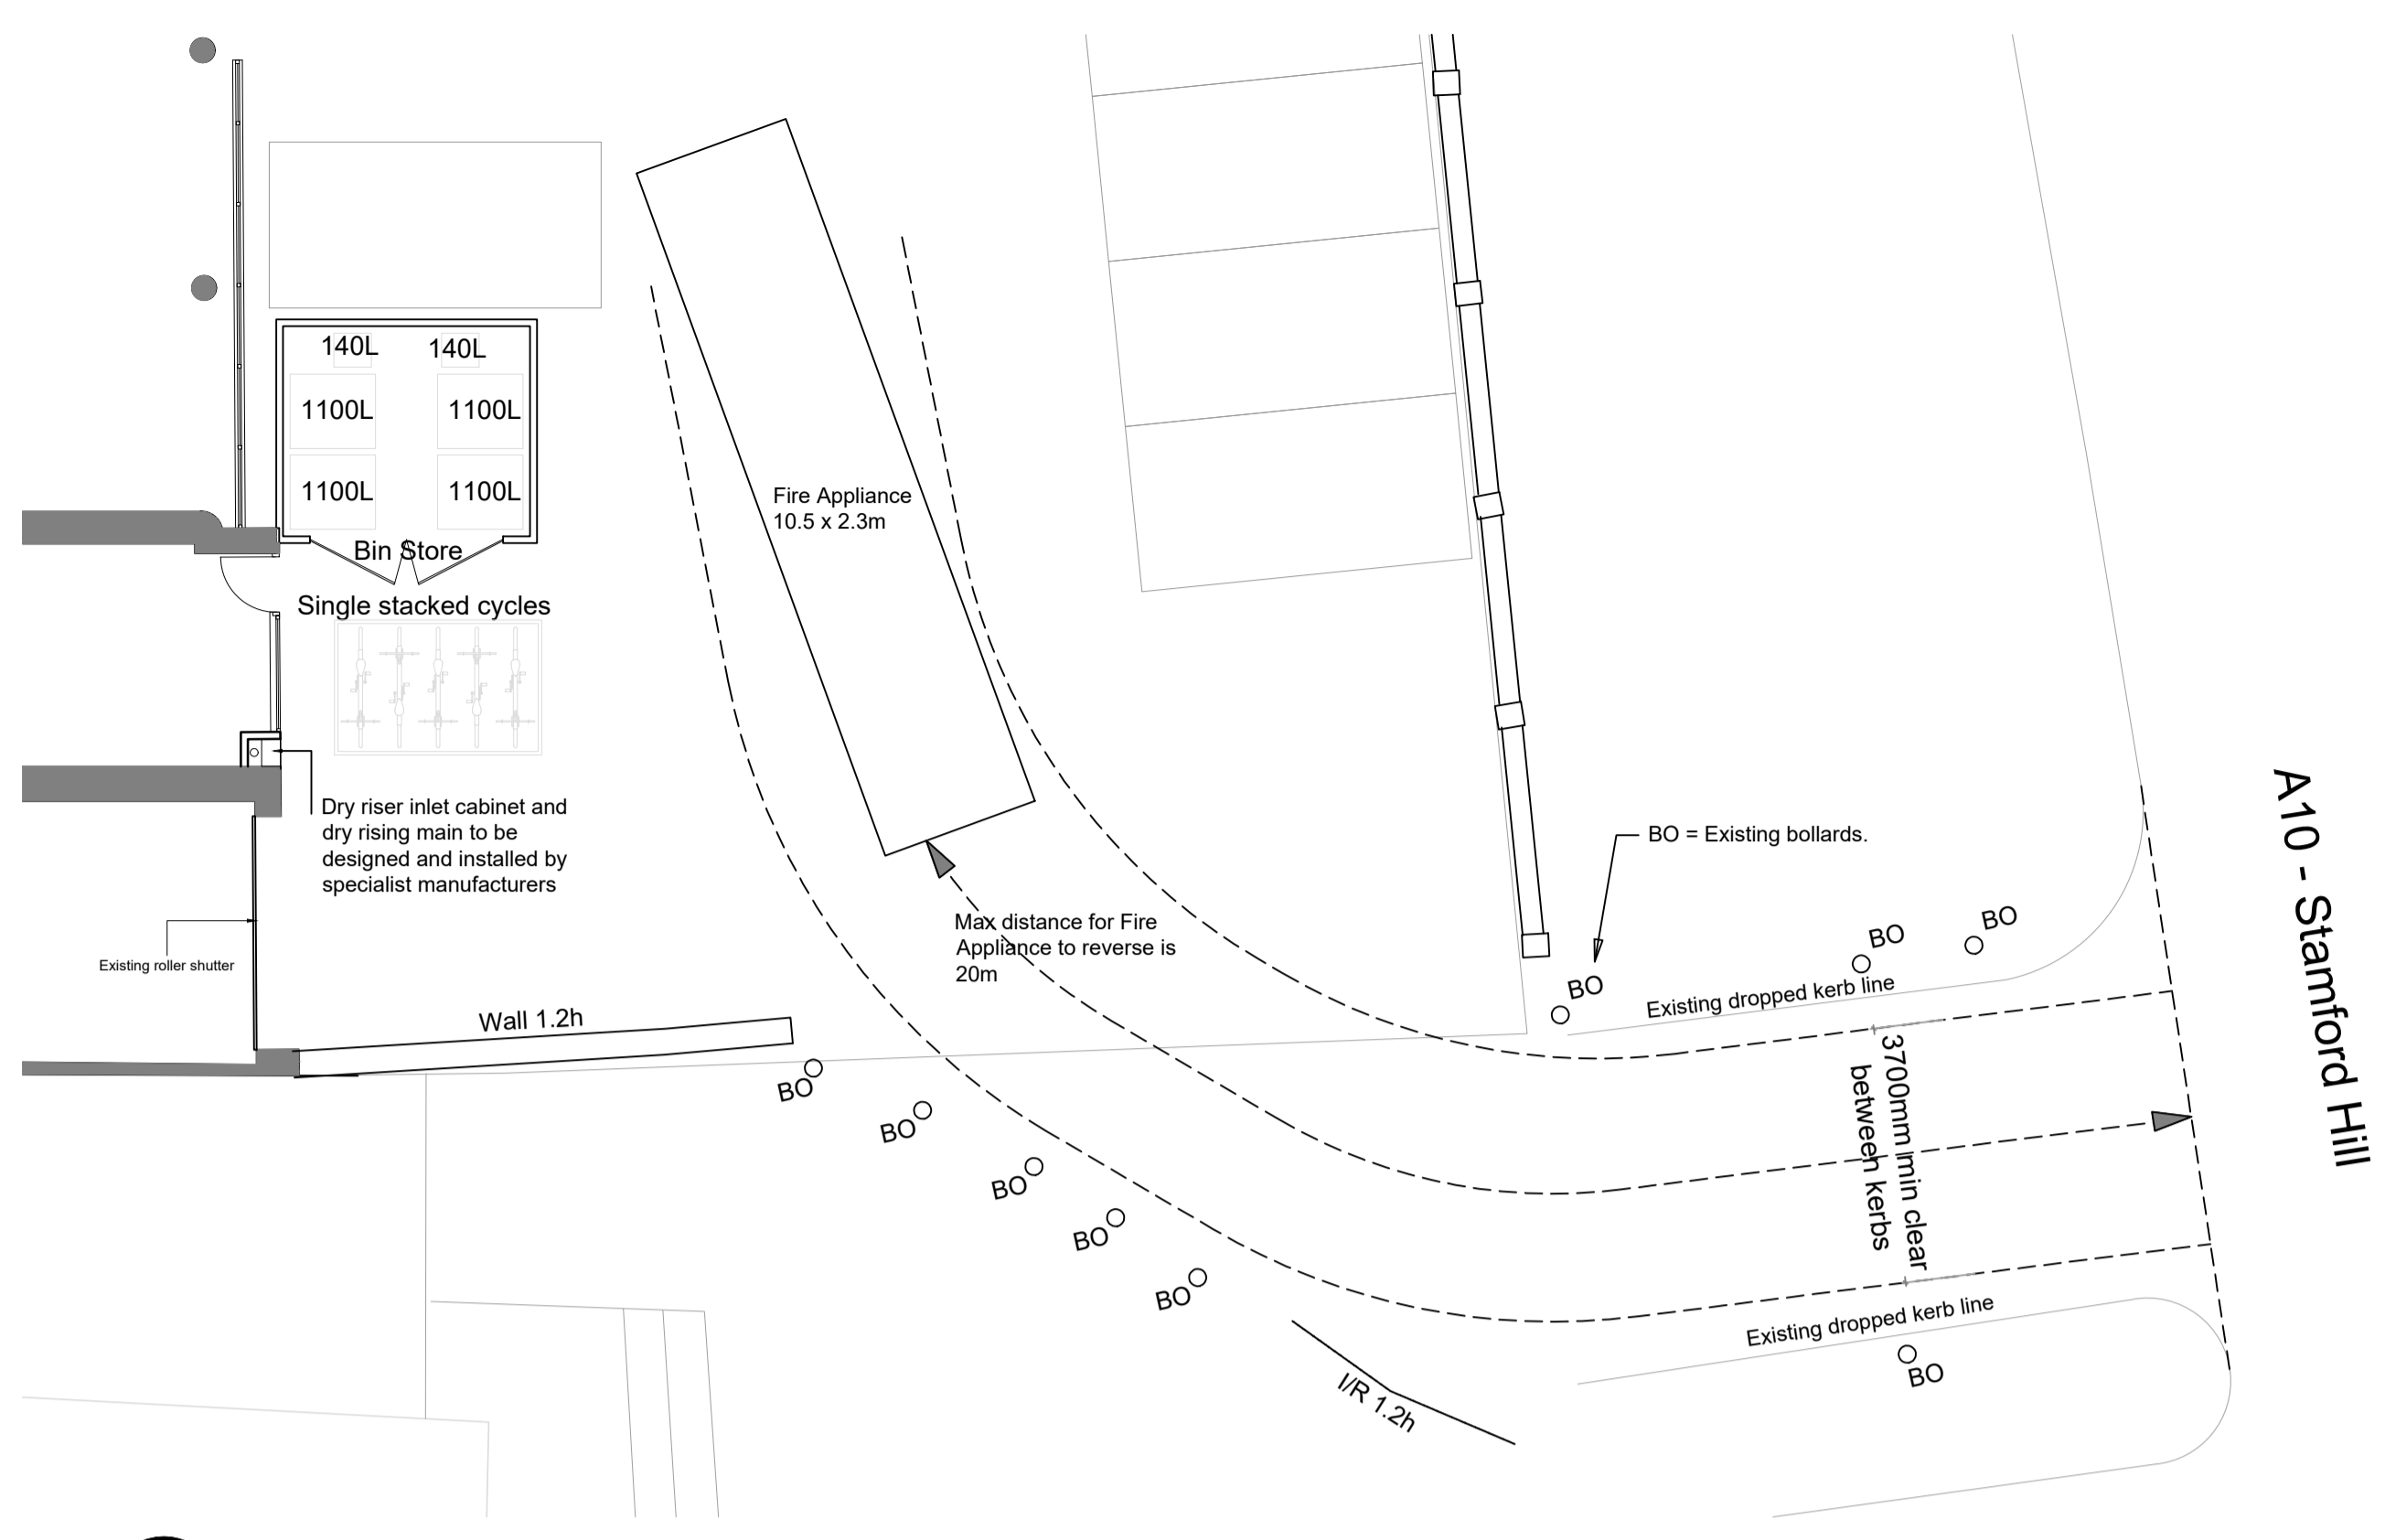 140L
140L
1100L
1100L
1100L
1100L
Bin Store
Single stacked cycles
Fire Appliance
10.5 x 2.3m
Dry riser inlet cabinet and
dry rising main to be
designed and installed by
specialist manufacturers
Existing roller shutter
Wall 1.2h
Max distance for Fire
Appliance to reverse is
20m
BO = Existing bollards.
BO
BO
BO
Existing dropped kerb line
3700mm min clear
between kerbs
A10 - Stamford Hill
BO
BO
BO
BO
BO
Existing dropped kerb line
BO
I/R 1.2h